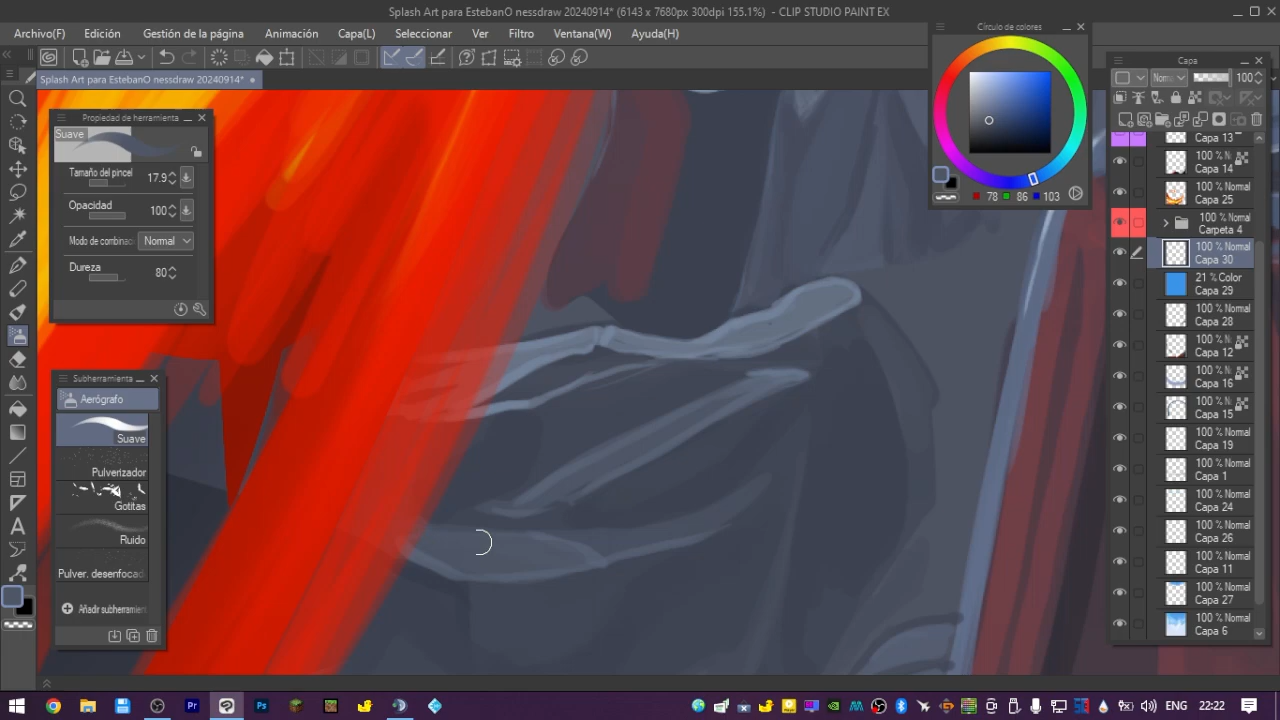 Splash Art para EstebanO nessdraw 20240914* (6143 x 7680px 300dpi 155.1%)  - CLIP STUDIO PAINT EX
Archivo(F) Edición Gestión de la página Animación Capa(L) Seleccionar Ver Filtro Ventana(W) Ayuda(H)
Splash Art para EstebanO nessdraw 20240914*
Propiedad de herramienta
Suave
Tamaño del pincel 17.9
Opacidad 100
Modo de combinac Normal
Dureza 80
Subherramienta
Aerógrafo
Suave
Pulverizador
Gotitas
Ruido
Pulver. desenfocad
Añadir subherramien
Círculo de colores
78 86 103
Capa
Norma 100
Capa 13
100 % N
Capa 14
100 % Normal
Capa 25
100 % Normal
Carpeta 4
100 % Normal
Capa 30
21 % Color
Capa 29
100 % Normal
Capa 28
100 % N
Capa 12
100 % N
Capa 16
100 % N
Capa 15
100 % Normal
Capa 19
100 % Normal
Capa 1
100 % Normal
Capa 24
100 % Normal
Capa 26
100 % Normal
Capa 11
100 % Normal
Capa 27
100 % Normal
Capa 6
Pr
Ps
ENG 22:22